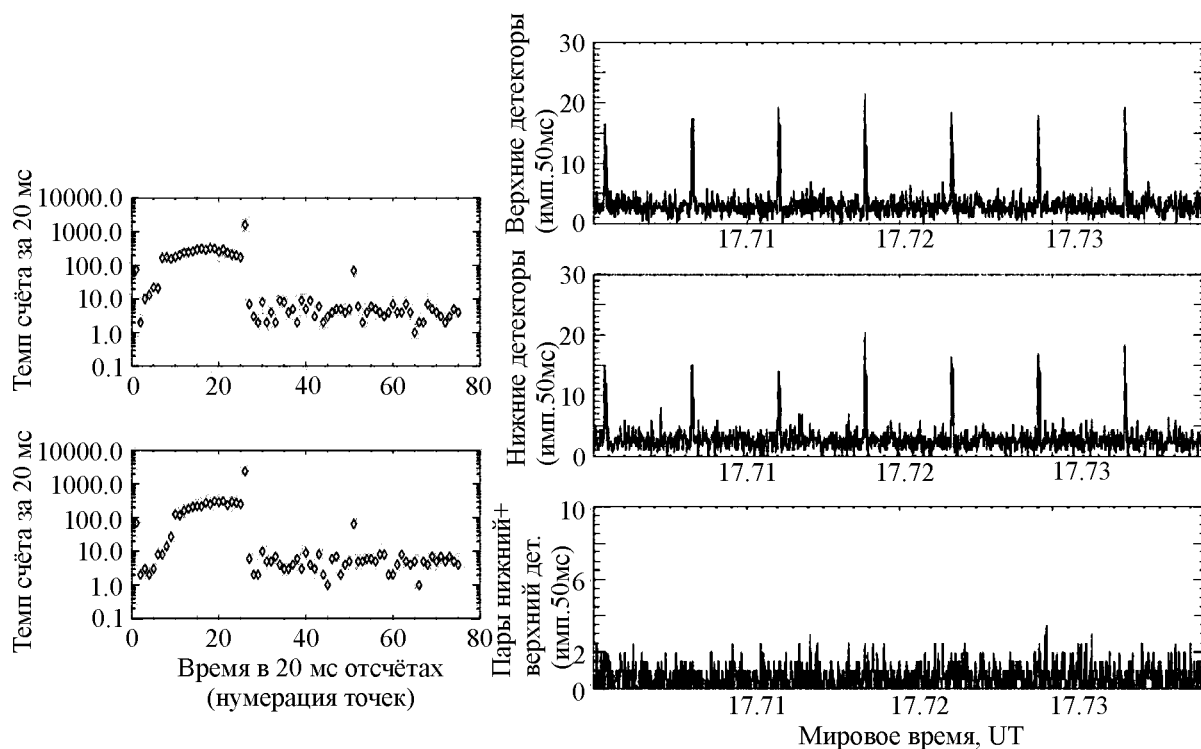 10000.0
1000.0
100.0
10.0
1.0
0.1
0 20 40 60 80
Темп счёта за 20 мс
10000.0
1000.0
100.0
10.0
1.0
0.1
0 20 40 60 80
Темп счёта за 20 мс
Время в 20 мс отсчётах
(нумерация точек)
Верхние детекторы
(имп.50мс)
30
20
10
0
17.71 17.72 17.73
Нижние детекторы
(имп.50мс)
30
20
10
0
17.71 17.72 17.73
Пары нижний+
верхний дет.
(имп.50мс)
10
8
6
4
2
0
17.71 17.72 17.73
Мировое время, UT